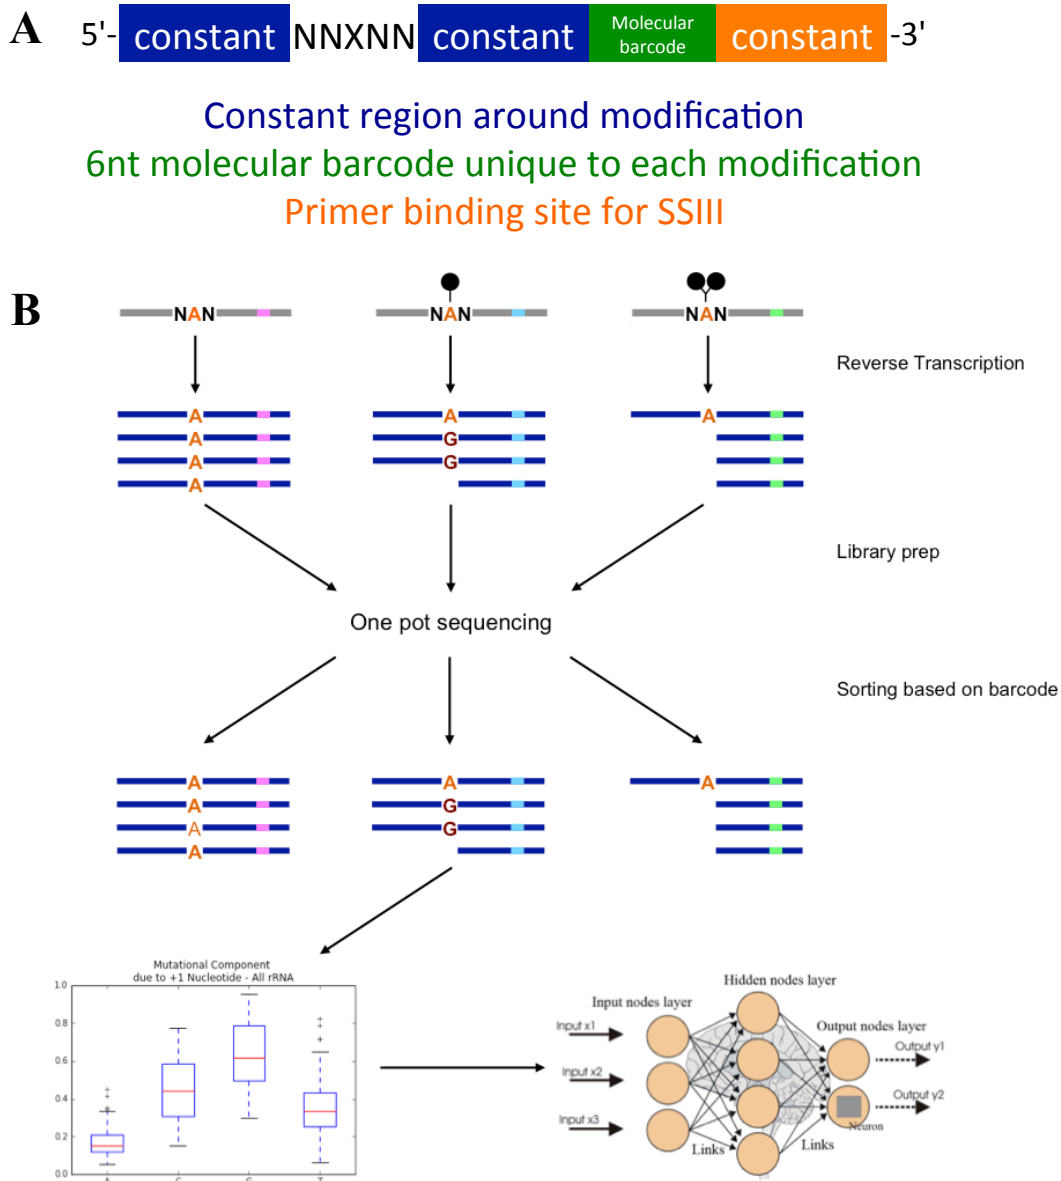 A
5'- constant NNXNN constant Molecular barcode constant -3'
Constant region around modification
6nt molecular barcode unique to each modification
Primer binding site for SSIII
B
NAN NAN NAN
Reverse Transcription
A A A
A G
A G
A
Library prep
One pot sequencing
Sorting based on barcode
A A A
A G
A G
A
Mutational Component
due to +1 Nucleotide - All rRNA
1.0
0.8
0.6
0.4
0.2
0.0
A C G T
Hidden nodes layer
Input nodes layer
Output nodes layer
Input x1
Output y1
Input x2
Output y2
Input x3
Neuron
Links
Links